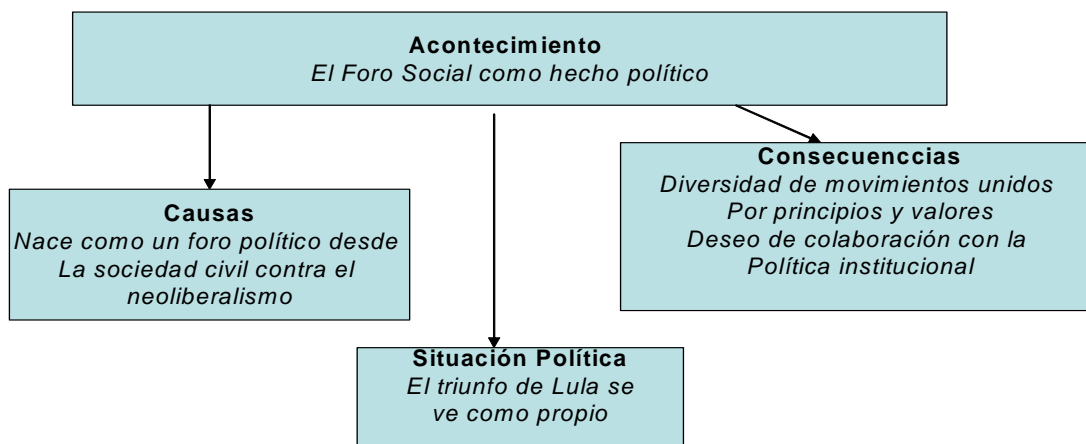 Acontecimiento
El Foro Social como hecho político
Causas
Nace como un foro político desde
La sociedad civil contra el
neoliberalismo
Situación Política
El triunfo de Lula se
ve como propio
Consecuenccias
Diversidad de movimientos unidos
Por principios y valores
Deseo de colaboración con la
Política institucional